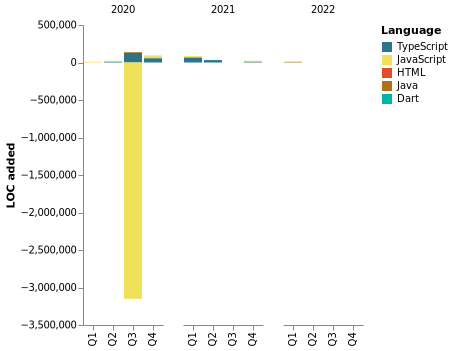 2020 2021 2022
500,000
0
−500,000
−1,000,000
−1,500,000
−2,000,000
−2,500,000
−3,000,000
−3,500,000
LOC added
Q1 Q2 Q3 Q4 Q1 Q2 Q3 Q4 Q1 Q2 Q3 Q4
Language
TypeScript
JavaScript
HTML
Java
Dart